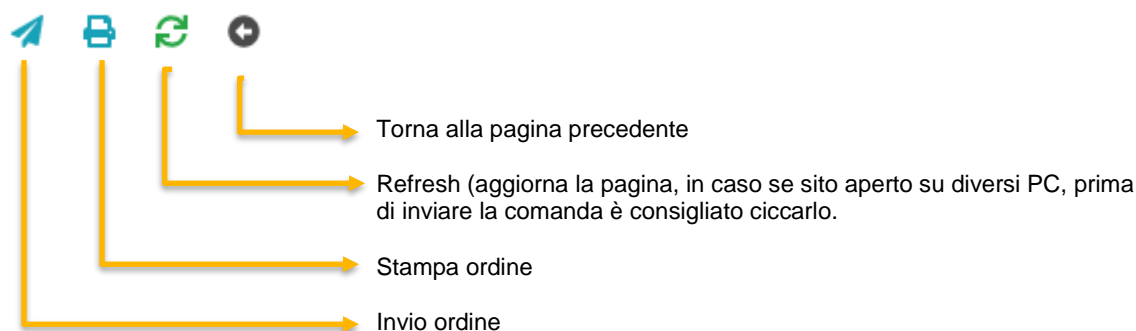 Torna alla pagina precedente
Refresh (aggiorna la pagina, in caso se sito aperto su diversi PC, prima
di inviare la comanda è consigliato ciccarlo.
Stampa ordine
Invio ordine